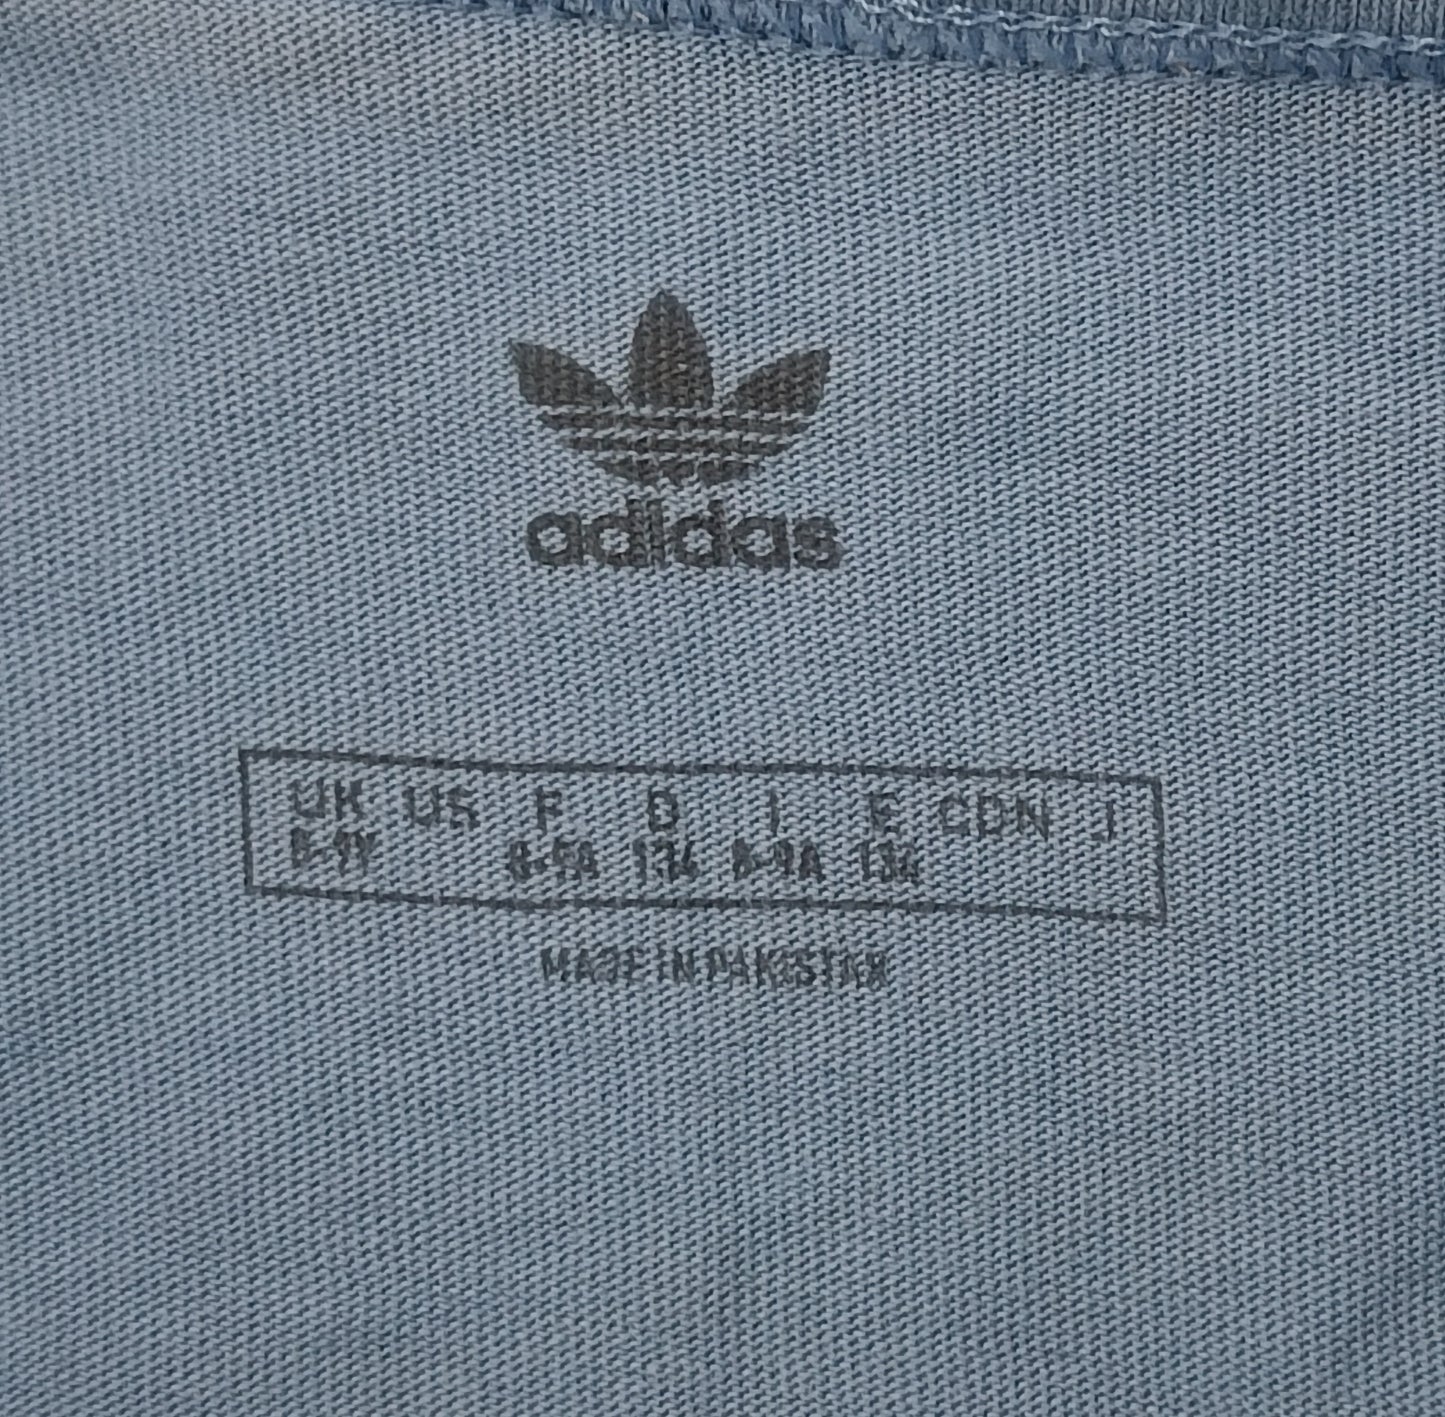 adidas
UK US F D I E CDN J
8-9Y 8-9A 134 8-9A 134
MADE IN PAKISTAN